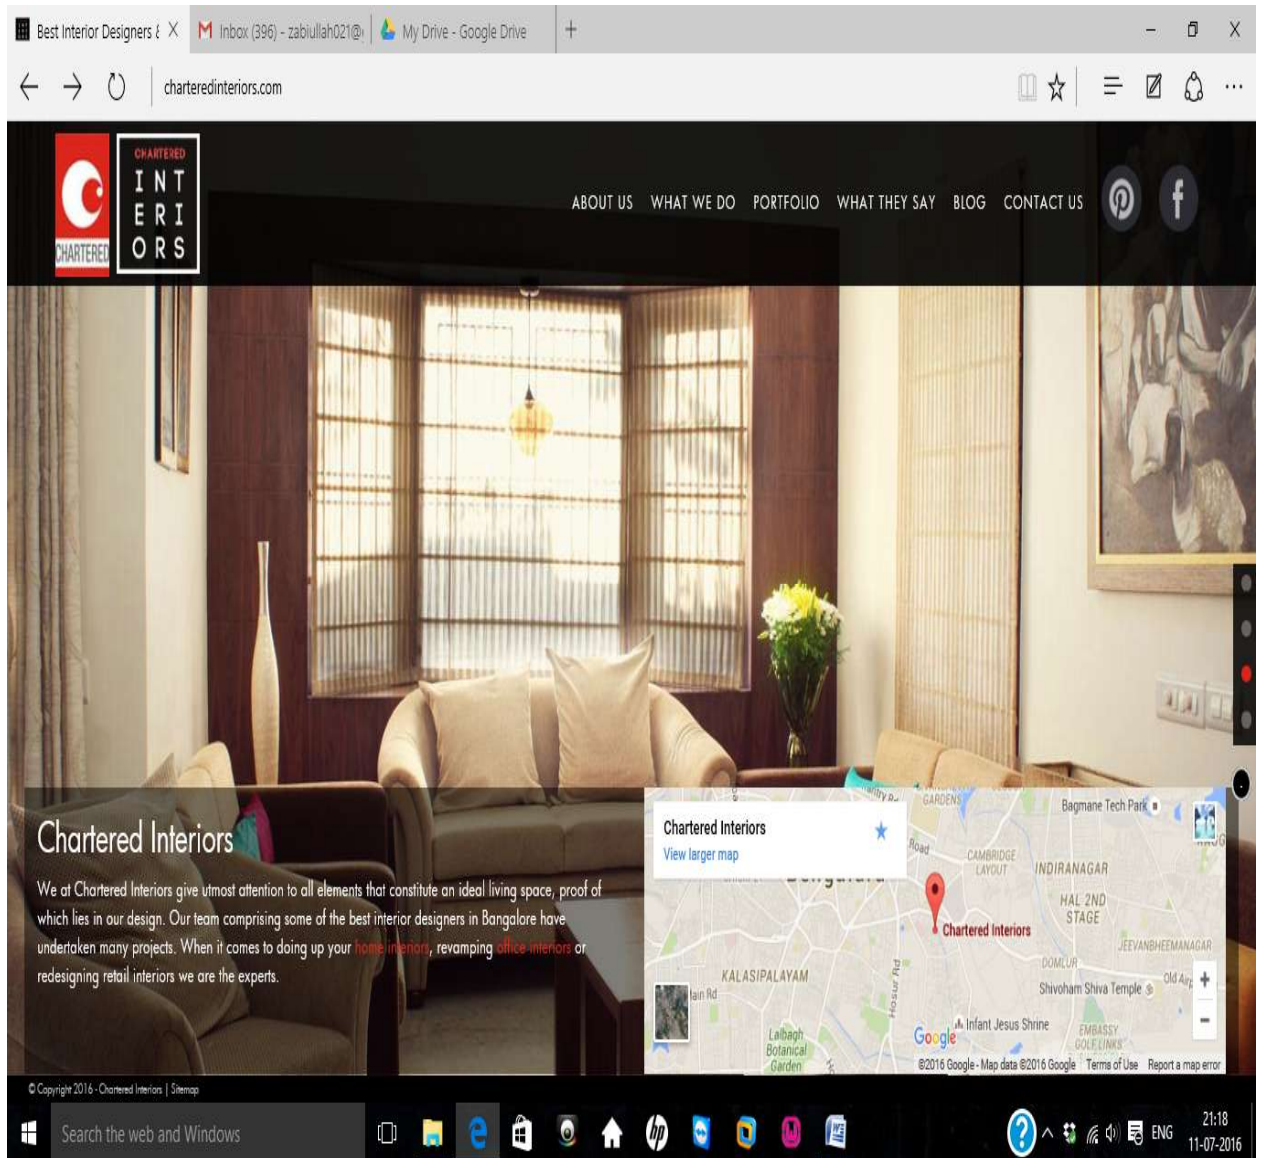 Best Interior Designers &
Inbox (396) - zabiullah021@
My Drive - Google Drive
charteredinteriors.com
CHARTERED
CHARTERED
INT
ERI
ORS
ABOUT US WHAT WE DO PORTFOLIO WHAT THEY SAY BLOG CONTACT US
Chartered Interiors
We at Chartered Interiors give utmost attention to all elements that constitute an ideal living space, proof of
which lies in our design. Our team comprising some of the best interior designers in Bangalore have
undertaken many projects. When it comes to doing up your home interiors, revamping office interiors or
redesigning retail interiors we are the experts.
Chartered Interiors
View larger map
GARDENS
Bagmane Tech Park
Road
CAMBRIDGE
LAYOUT
INDIRANAGAR
HAL 2ND
STAGE
Chartered Interiors
JEEVANBHEEMANAGAR
DOMLUR
KALASIPALAYAM
Hosur Rd
Shivoham Shiva Temple
Old Air
Main Rd
Infant Jesus Shrine
EMBASSY
GOLF LINKS
Lalbagh
Botanical
Garden
Google
©2016 Google - Map data ©2016 Google Terms of Use Report a map error
© Copyright 2016 - Chartered Interiors | Sitemap
Search the web and Windows
hp
ENG
21:18
11-07-2016